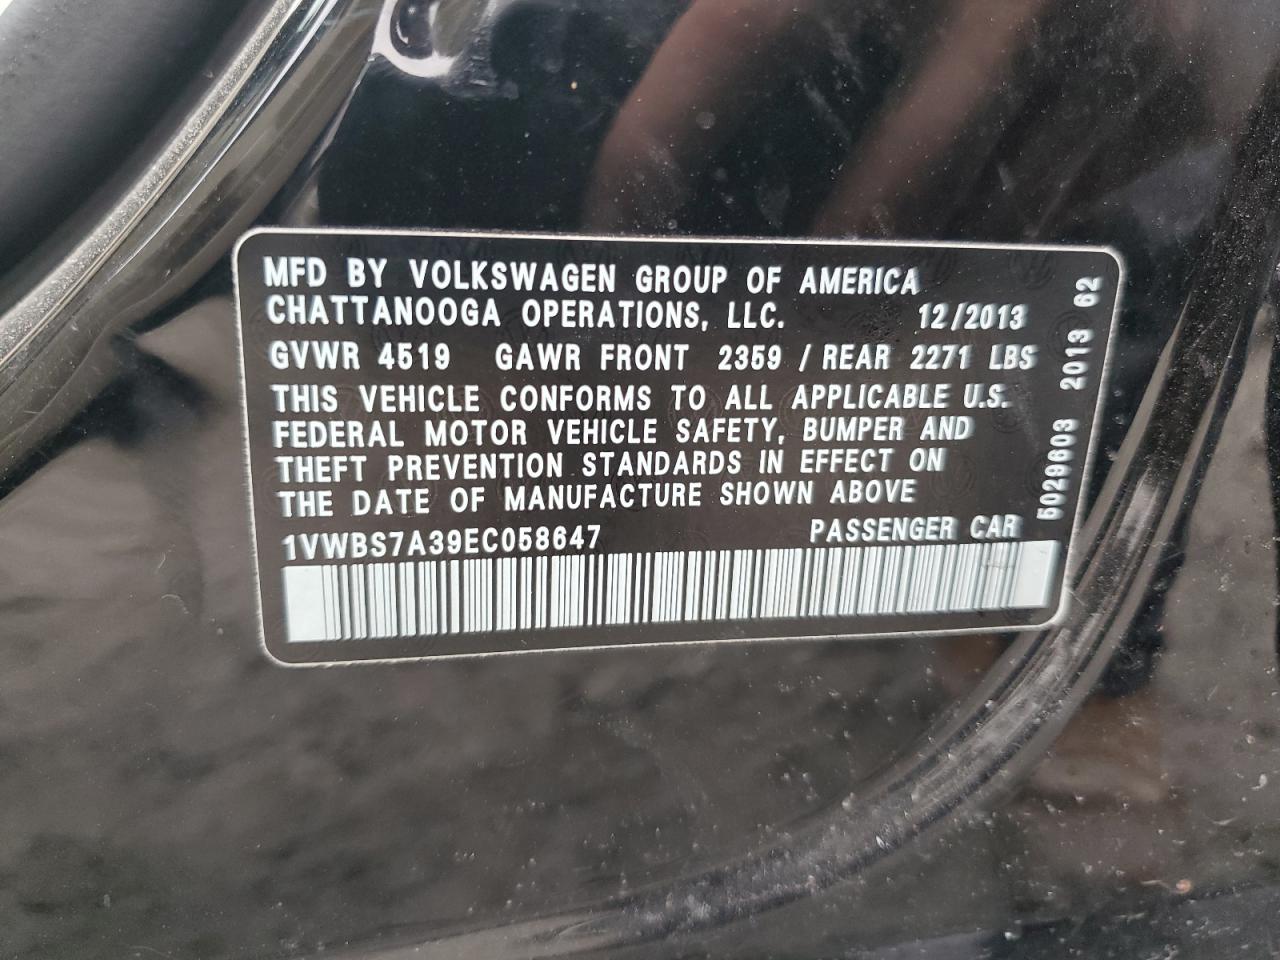 MFD BY VOLKSWAGEN GROUP OF AMERICA
CHATTANOOGA OPERATIONS, LLC. 12/2013
GVWR 4519 GAWR FRONT 2359 / REAR 2271 LBS
THIS VEHICLE CONFORMS TO ALL APPLICABLE U.S.
FEDERAL MOTOR VEHICLE SAFETY, BUMPER AND
THEFT PREVENTION STANDARDS IN EFFECT ON
THE DATE OF MANUFACTURE SHOWN ABOVE
1VWBS7A39EC058647 PASSENGER CAR
5029603 2013 62